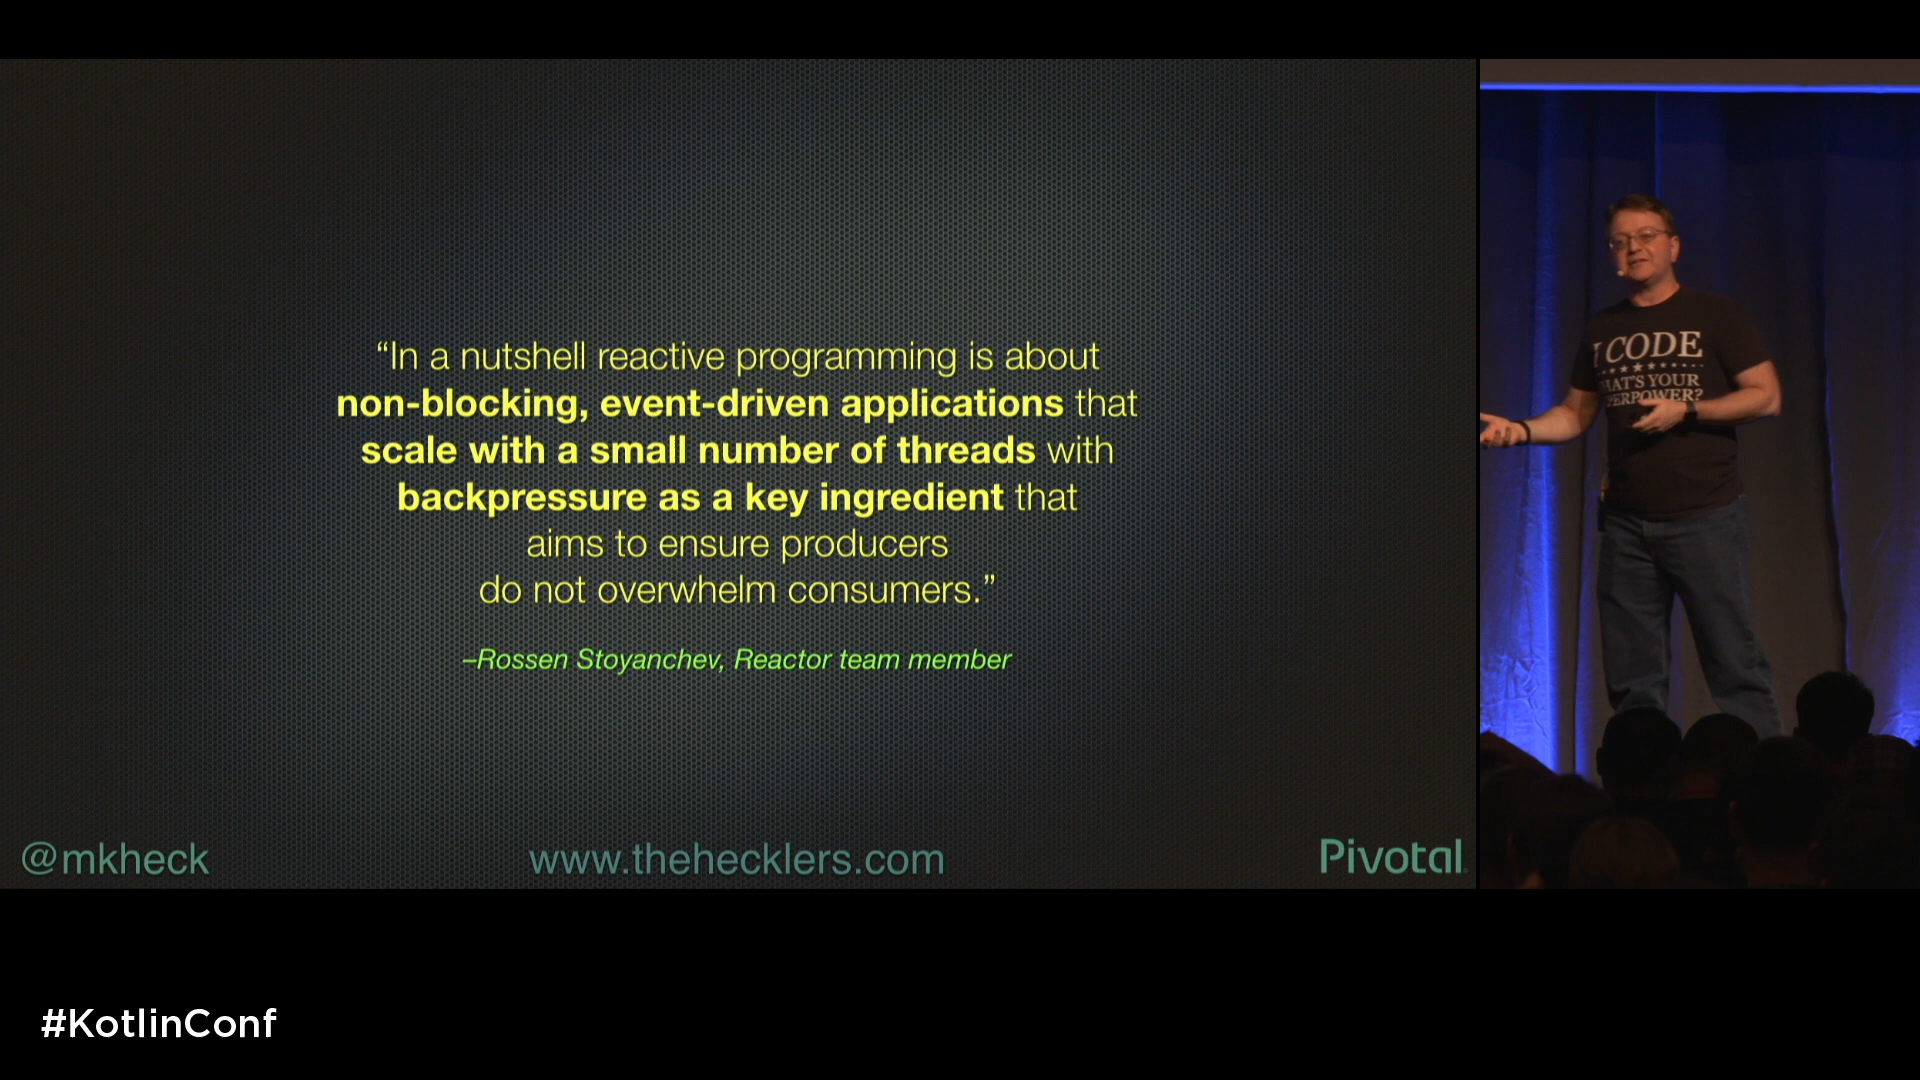 “In a nutshell reactive programming is about
non-blocking, event-driven applications that
scale with a small number of threads with
backpressure as a key ingredient that
aims to ensure producers
do not overwhelm consumers.”
–Rossen Stoyanchev, Reactor team member
@mkheck
www.thehecklers.com
Pivotal
I CODE
YOUR
#KotlinConf